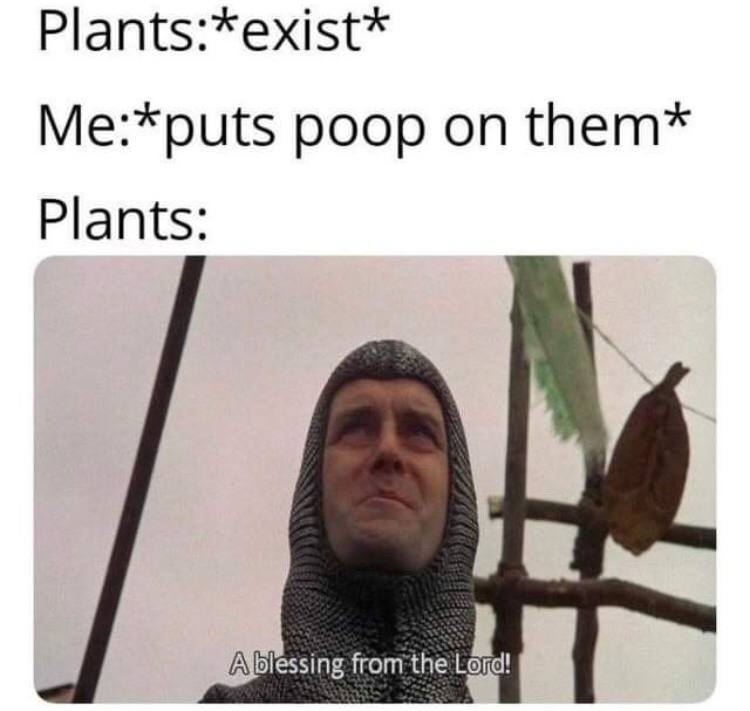 Plants:*exist*
Me:*puts poop on them*
Plants:
A blessing from the Lord!